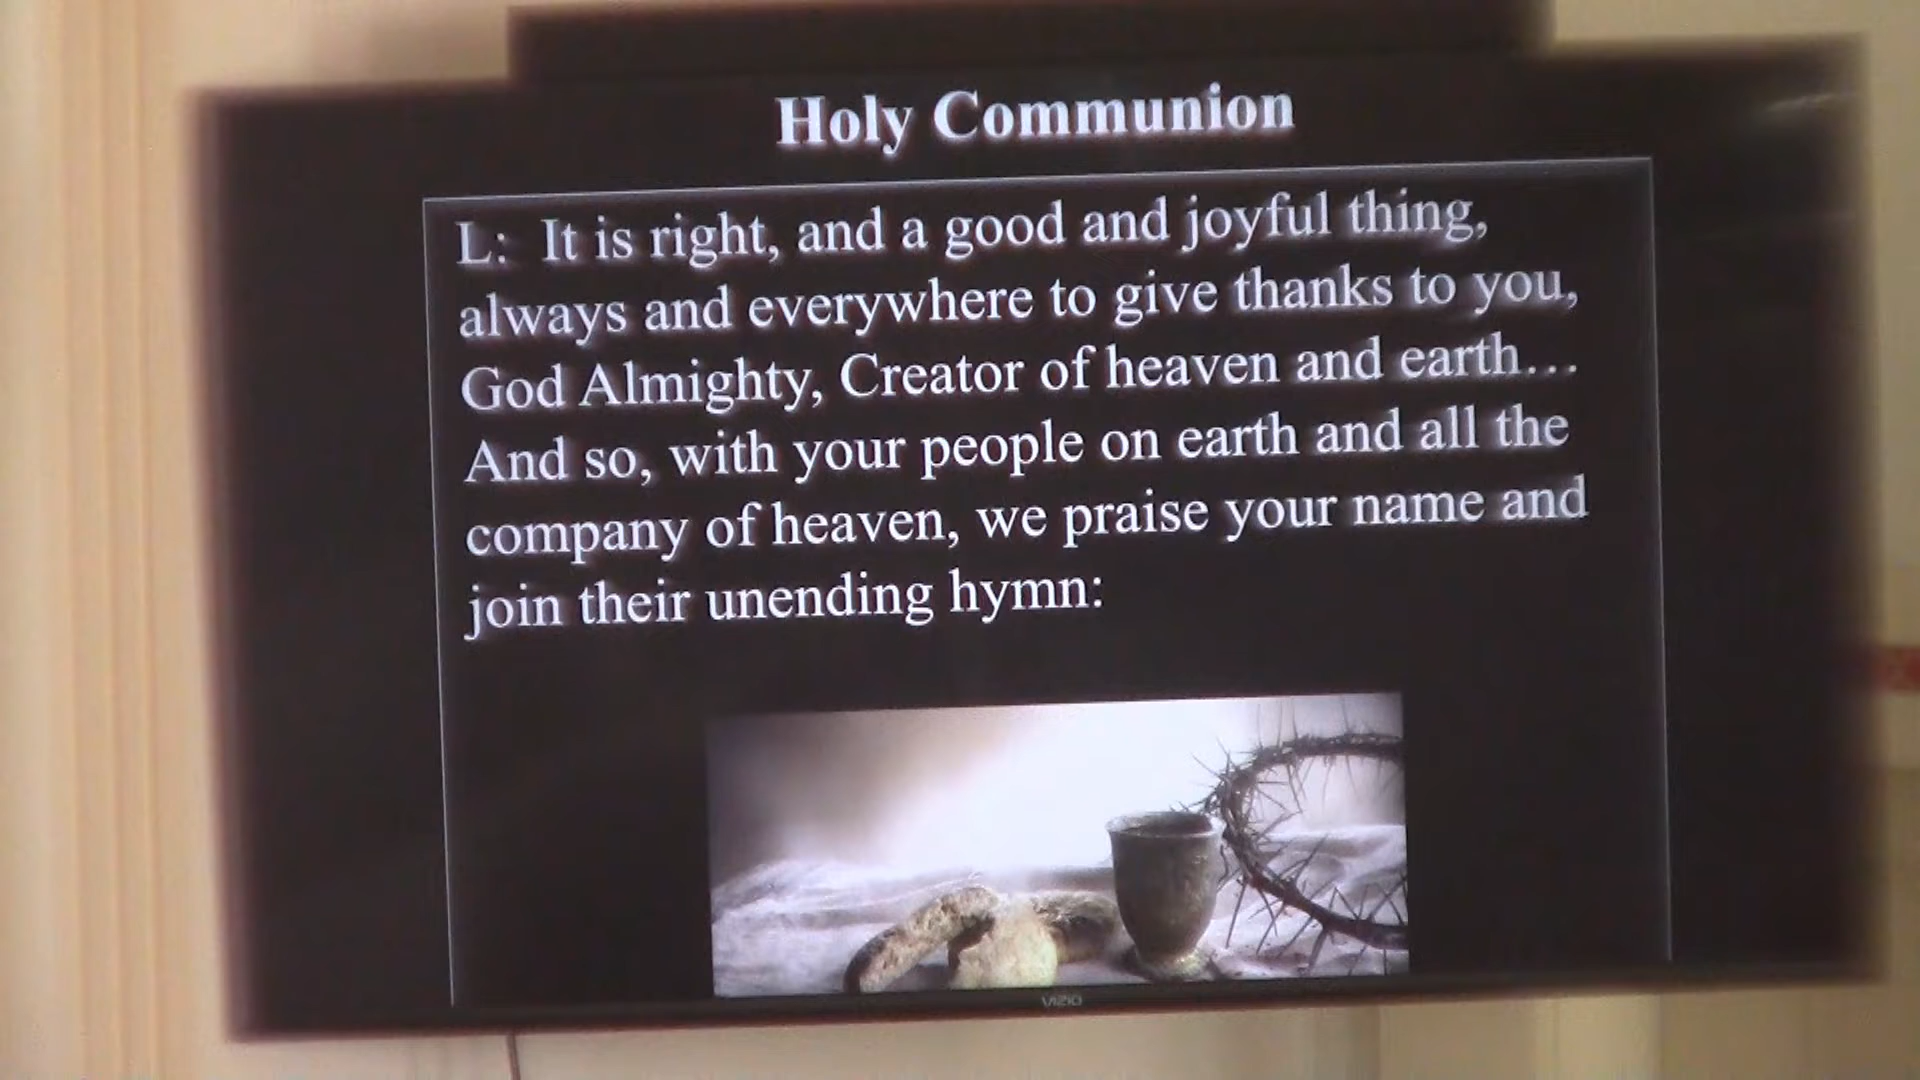 Holy Communion
L: It is right, and a good and joyful thing,
always and everywhere to give thanks to you,
God Almighty, Creator of heaven and earth…
And so, with your people on earth and all the
company of heaven, we praise your name and
join their unending hymn:
VIZIO